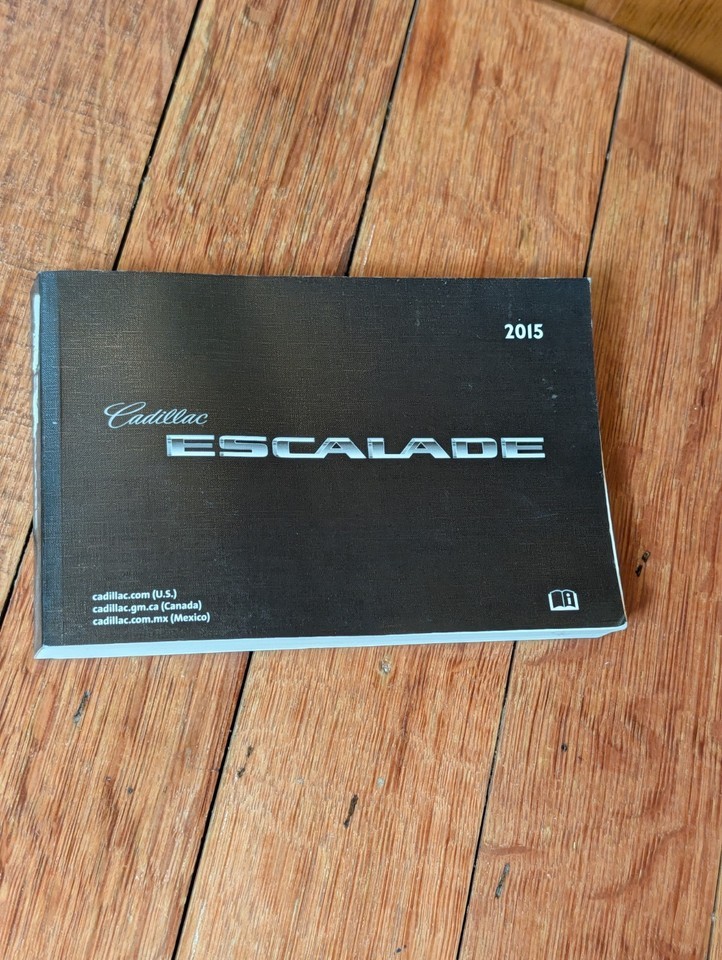 2015
Cadillac
ESCALADE
cadillac.com (U.S.)
cadillac.gm.ca (Canada)
cadillac.com.mx (Mexico)
i